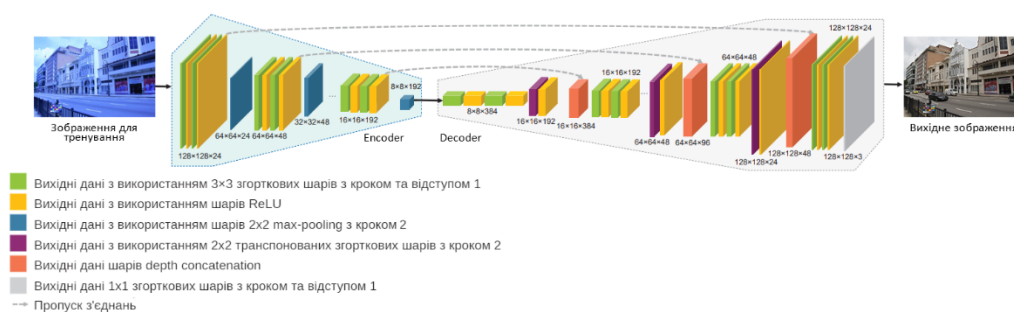 128×128×24
64×64×48
16×16×192
8×8×192
Зображення для
тренування
128×128×24
64×64×24
64×64×48
32×32×48
...
16×16×192
Encoder
Decoder
8×8×384
16×16×192
16×16×384
...
64×64×48
64×64×96
128×128×24
128×128×48
128×128×3
Вихідне зображення
Вихідні дані з використанням 3×3 згорткових шарів з кроком та відступом 1
Вихідні дані з використанням шарів ReLU
Вихідні дані з використанням шарів 2x2 max-pooling з кроком 2
Вихідні дані з використанням 2x2 транспонованих згорткових шарів з кроком 2
Вихідні дані шарів depth concatenation
Вихідні дані 1x1 згорткових шарів з кроком та відступом 1
Пропуск з'єднань